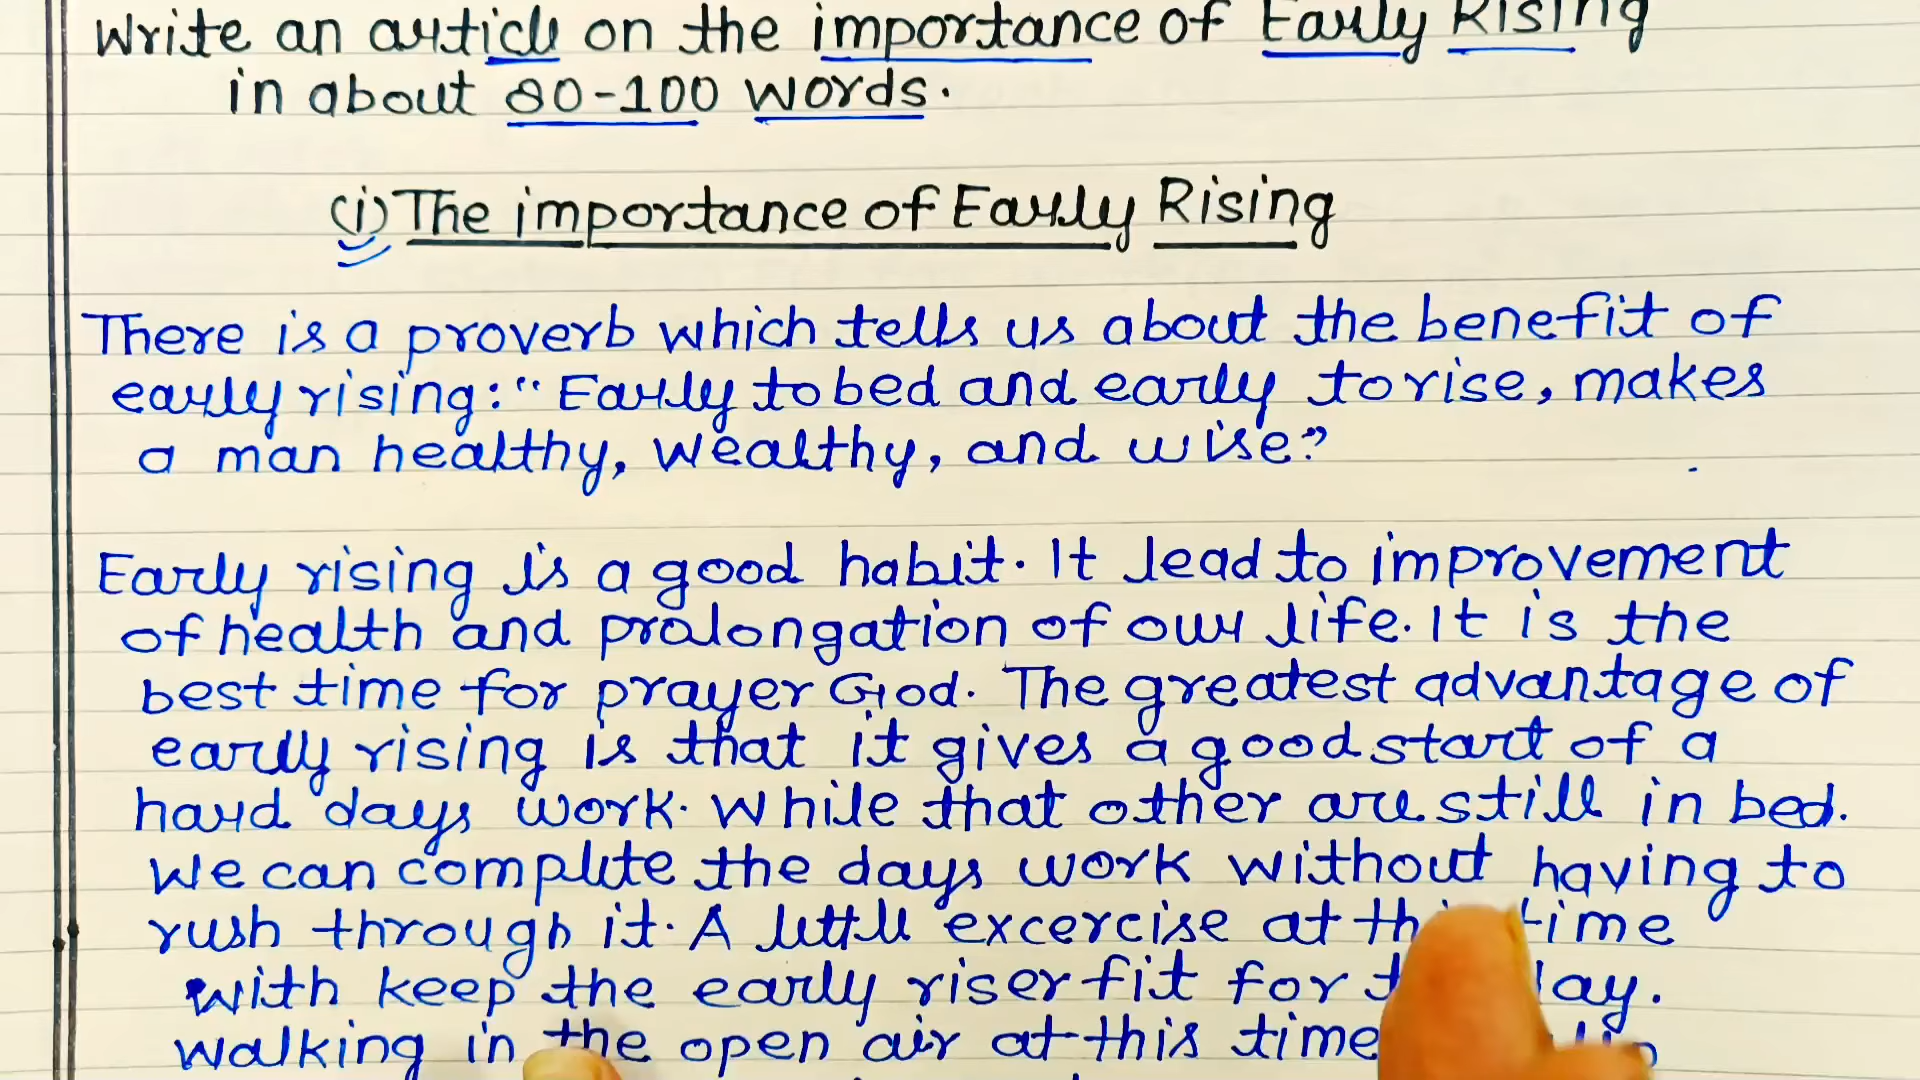 Write an article on the importance of Early Rising
in about 80-100 words.
(i) The importance of Early Rising
There is a proverb which tells us about the benefit of
early rising: "Early to bed and early to rise, makes
a man healthy, wealthy, and wise."
Early rising is a good habit. It lead to improvement
of health and prolongation of our life. It is the
best time for prayer God. The greatest advantage of
early rising is that it gives a good start of a
hard days work. While that other are still in bed.
We can complete the days work without having to
rush through it. A little excercise at time
with keep the early riser fit for
walking in the open air at this time